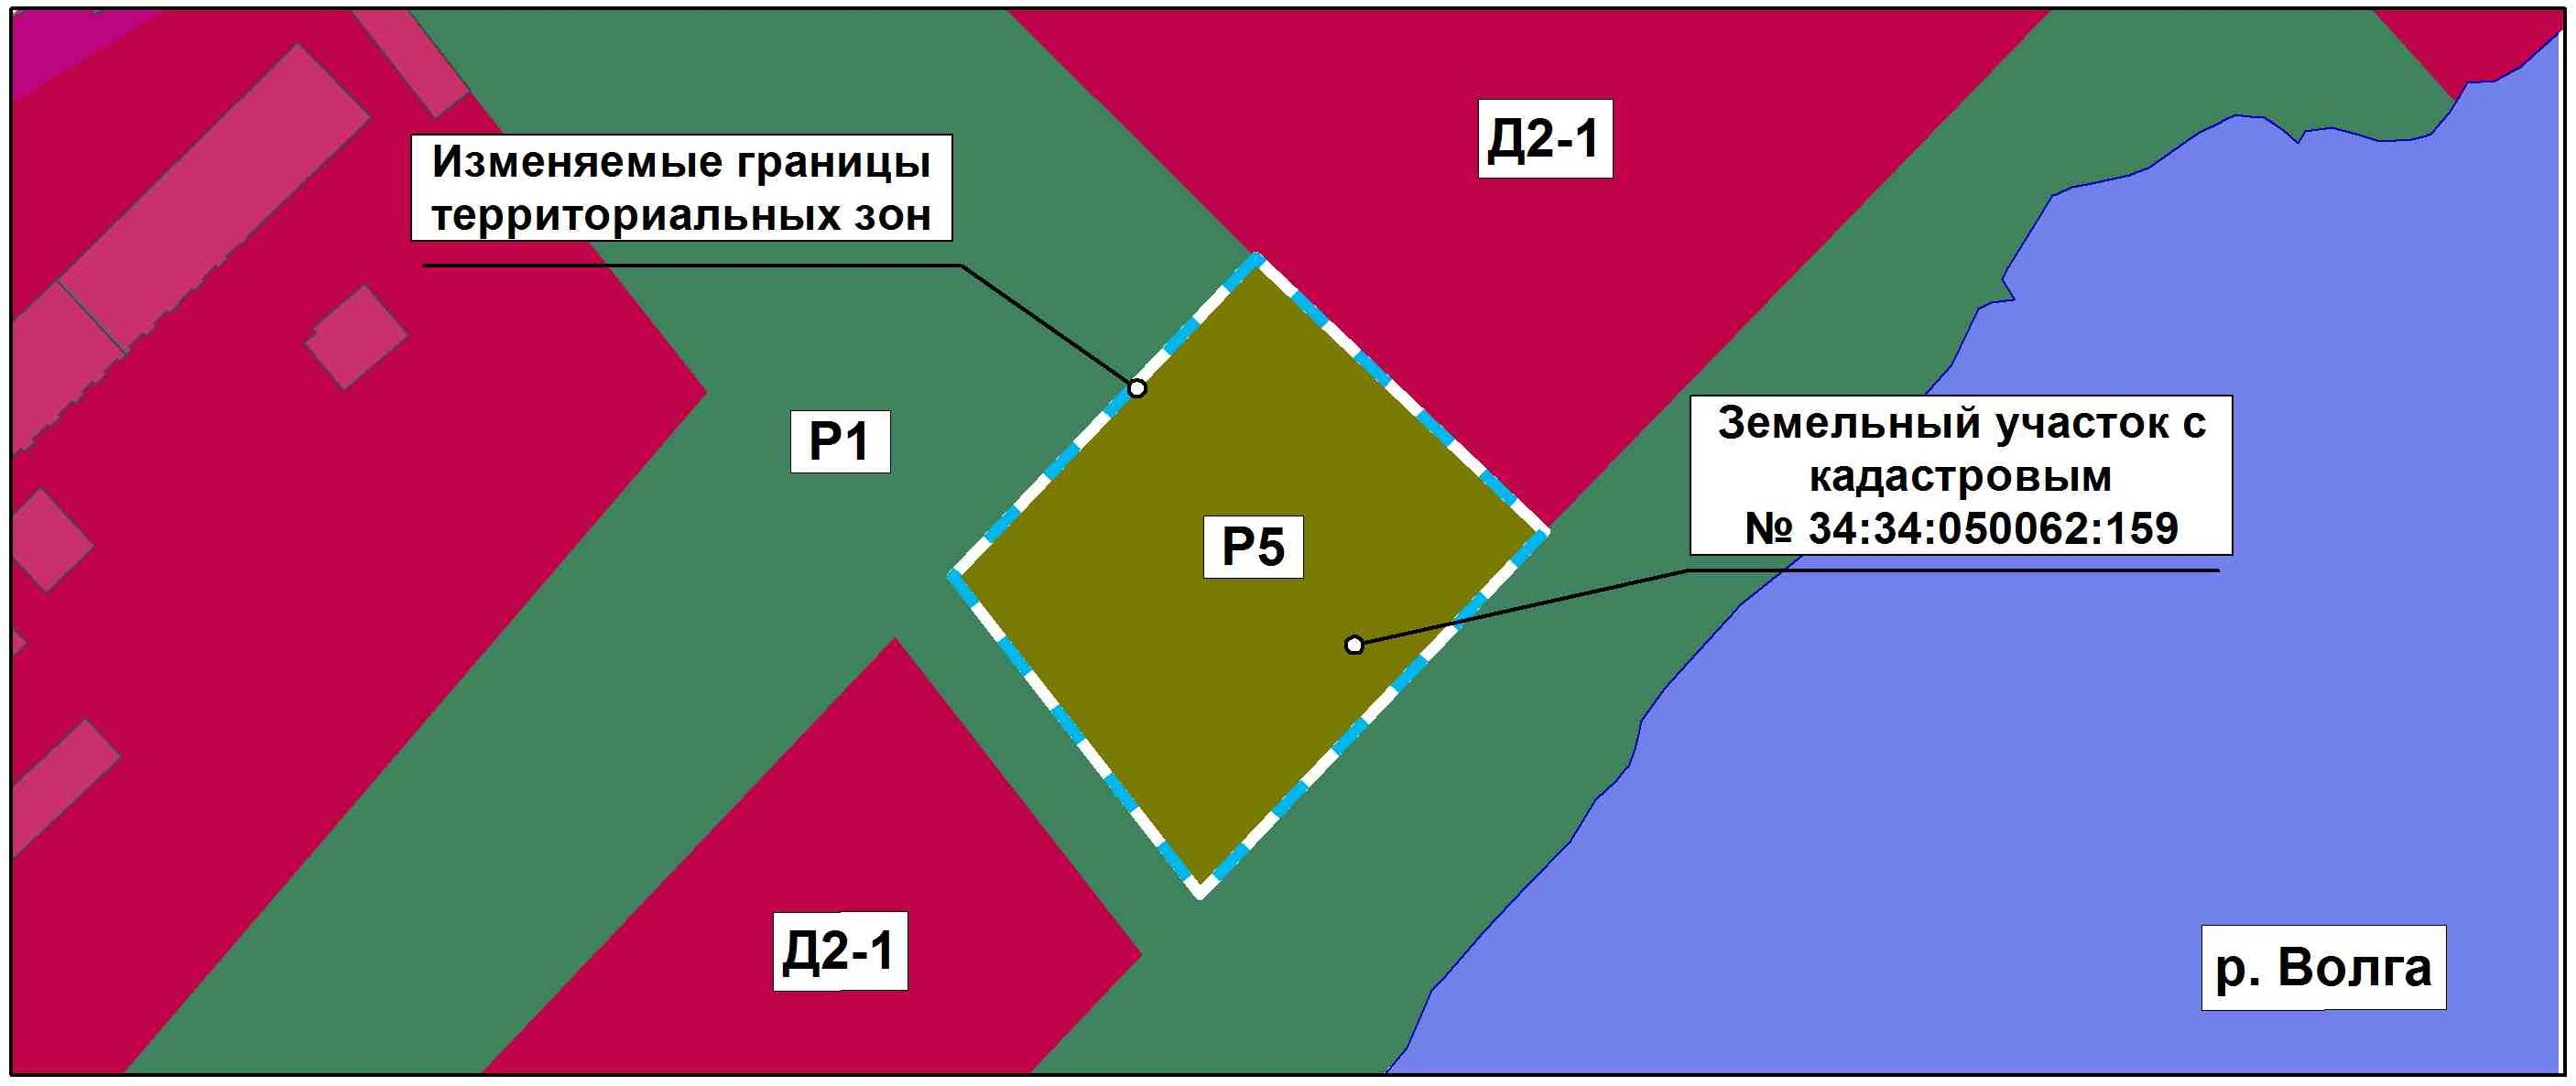 Д2-1
Изменяемые границы
территориальных зон
Р1
Земельный участок с
кадастровым
№ 34:34:050062:159
Р5
Д2-1
р. Волга